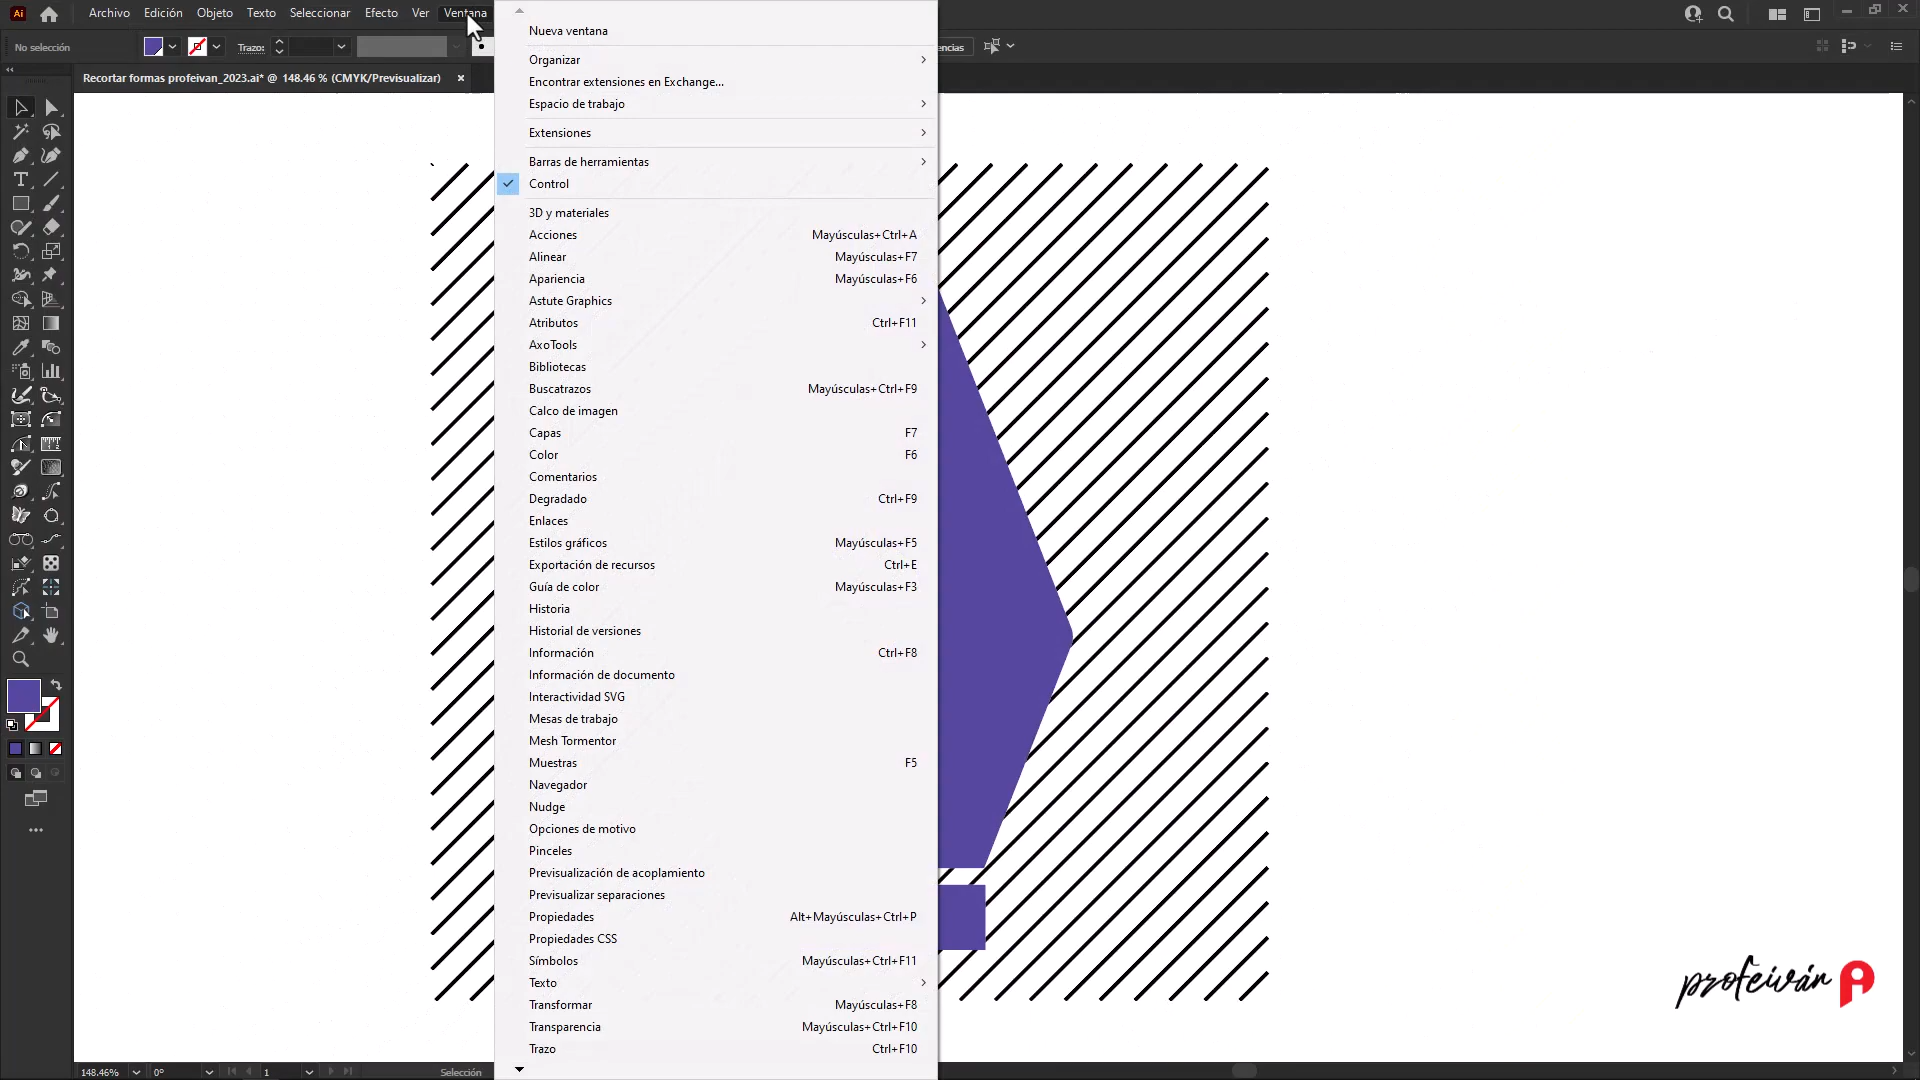 Ai
Archivo Edición Objeto Texto Seleccionar Efecto Ver Ventana
No selección
Trazo:
encias
Recortar formas profeivan_2023.ai* @ 148.46 % (CMYK/Previsualizar)
Nueva ventana
Organizar
Encontrar extensiones en Exchange...
Espacio de trabajo
Extensiones
Barras de herramientas
Control
3D y materiales
Acciones Mayúsculas+Ctrl+A
Alinear Mayúsculas+F7
Apariencia Mayúsculas+F6
Astute Graphics
Atributos Ctrl+F11
AxoTools
Bibliotecas
Buscatrazos Mayúsculas+Ctrl+F9
Calco de imagen
Capas F7
Color F6
Comentarios
Degradado Ctrl+F9
Enlaces
Estilos gráficos Mayúsculas+F5
Exportación de recursos Ctrl+E
Guía de color Mayúsculas+F3
Historia
Historial de versiones
Información Ctrl+F8
Información de documento
Interactividad SVG
Mesas de trabajo
Mesh Tormentor
Muestras F5
Navegador
Nudge
Opciones de motivo
Pinceles
Previsualización de acoplamiento
Previsualizar separaciones
Propiedades Alt+Mayúsculas+Ctrl+P
Propiedades CSS
Símbolos Mayúsculas+Ctrl+F11
Texto
Transformar Mayúsculas+F8
Transparencia Mayúsculas+Ctrl+F10
Trazo Ctrl+F10
profeiván
148.46% 0° 1 Selección